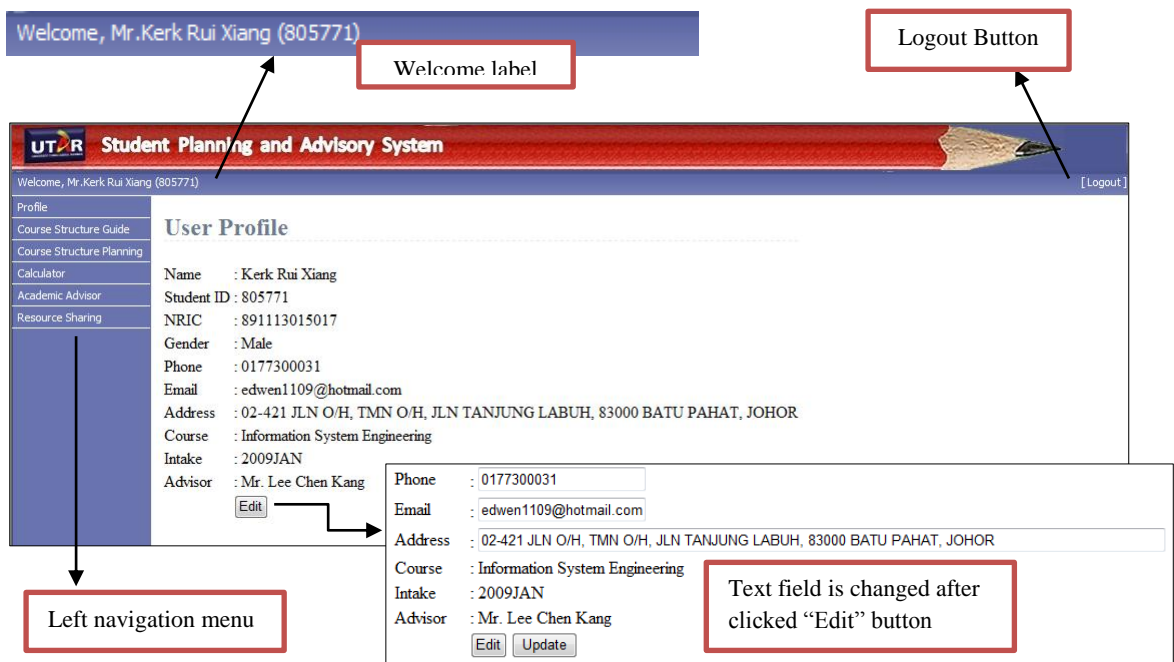 Welcome, Mr.Kerk Rui Xiang (805771)
Welcome label
Logout Button
UTAR Student Planning and Advisory System
Welcome, Mr.Kerk Rui Xiang (805771)
[Logout]
Profile
Course Structure Guide
Course Structure Planning
Calculator
Academic Advisor
Resource Sharing
User Profile
Name : Kerk Rui Xiang
Student ID : 805771
NRIC : 891113015017
Gender : Male
Phone : 0177300031
Email : edwen1109@hotmail.com
Address : 02-421 JLN O/H, TMN O/H, JLN TANJUNG LABUH, 83000 BATU PAHAT, JOHOR
Course : Information System Engineering
Intake : 2009JAN
Advisor : Mr. Lee Chen Kang
Edit
Phone : 0177300031
Email : edwen1109@hotmail.com
Address : 02-421 JLN O/H, TMN O/H, JLN TANJUNG LABUH, 83000 BATU PAHAT, JOHOR
Course : Information System Engineering
Intake : 2009JAN
Advisor : Mr. Lee Chen Kang
Edit Update
Text field is changed after
clicked “Edit” button
Left navigation menu